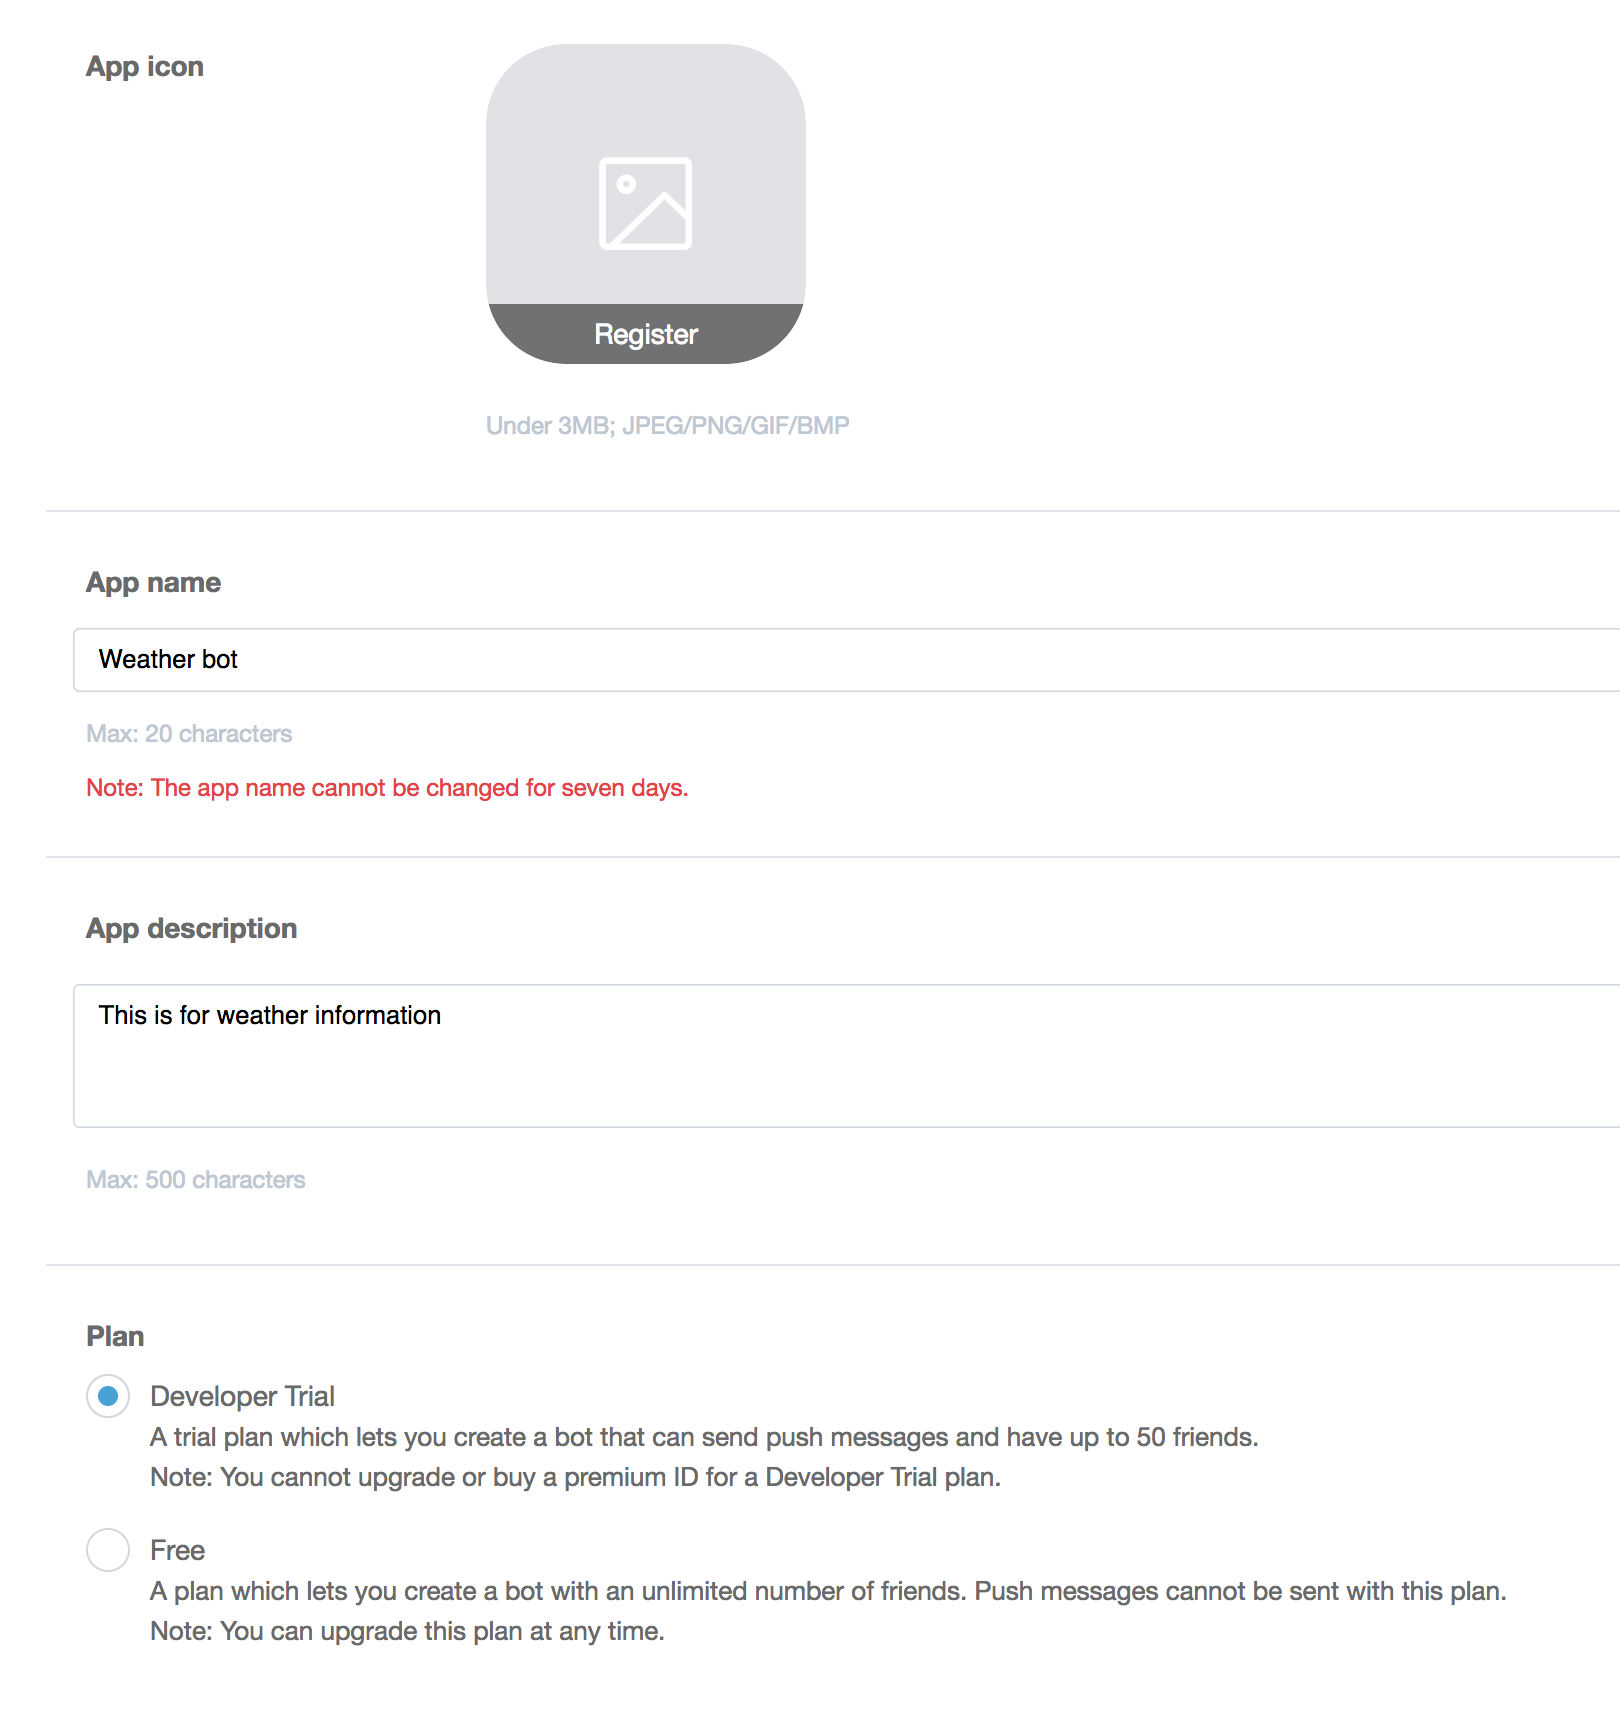 App icon
Register
Under 3MB; JPEG/PNG/GIF/BMP
App name
Weather bot
Max: 20 characters
Note: The app name cannot be changed for seven days.
App description
This is for weather information
Max: 500 characters
Plan
Developer Trial
A trial plan which lets you create a bot that can send push messages and have up to 50 friends.
Note: You cannot upgrade or buy a premium ID for a Developer Trial plan.
Free
A plan which lets you create a bot with an unlimited number of friends. Push messages cannot be sent with this plan.
Note: You can upgrade this plan at any time.